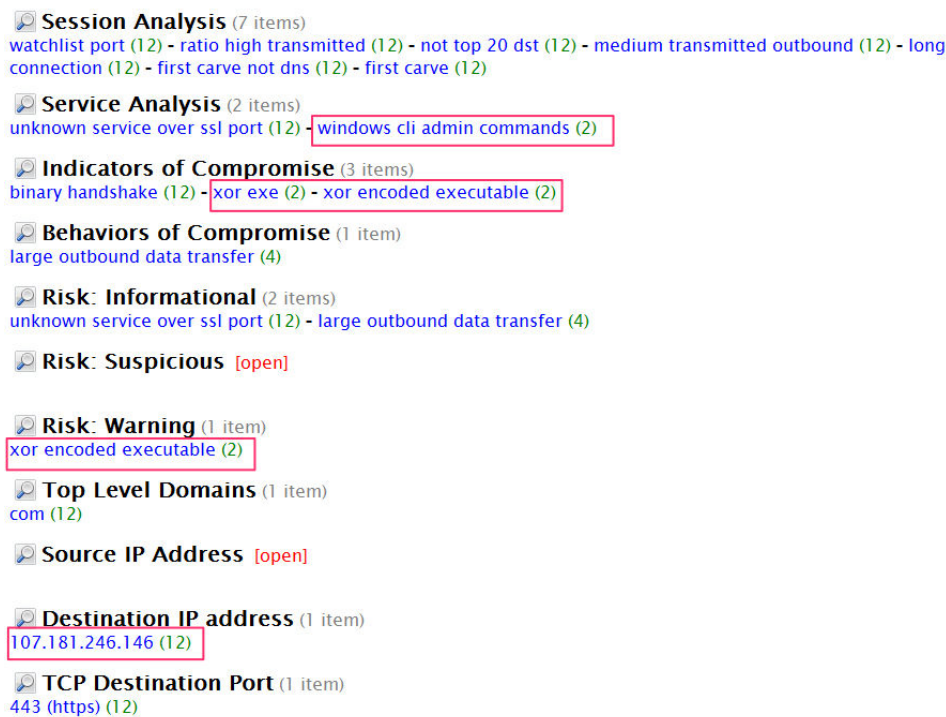 Session Analysis (7 items)
watchlist port (12) - ratio high transmitted (12) - not top 20 dst (12) - medium transmitted outbound (12) - long
connection (12) - first carve not dns (12) - first carve (12)
Service Analysis (2 items)
unknown service over ssl port (12) - windows cli admin commands (2)
Indicators of Compromise (3 items)
binary handshake (12) - xor exe (2) - xor encoded executable (2)
Behaviors of Compromise (1 item)
large outbound data transfer (4)
Risk: Informational (2 items)
unknown service over ssl port (12) - large outbound data transfer (4)
Risk: Suspicious [open]
Risk: Warning (1 item)
xor encoded executable (2)
Top Level Domains (1 item)
com (12)
Source IP Address [open]
Destination IP address (1 item)
107.181.246.146 (12)
TCP Destination Port (1 item)
443 (https) (12)